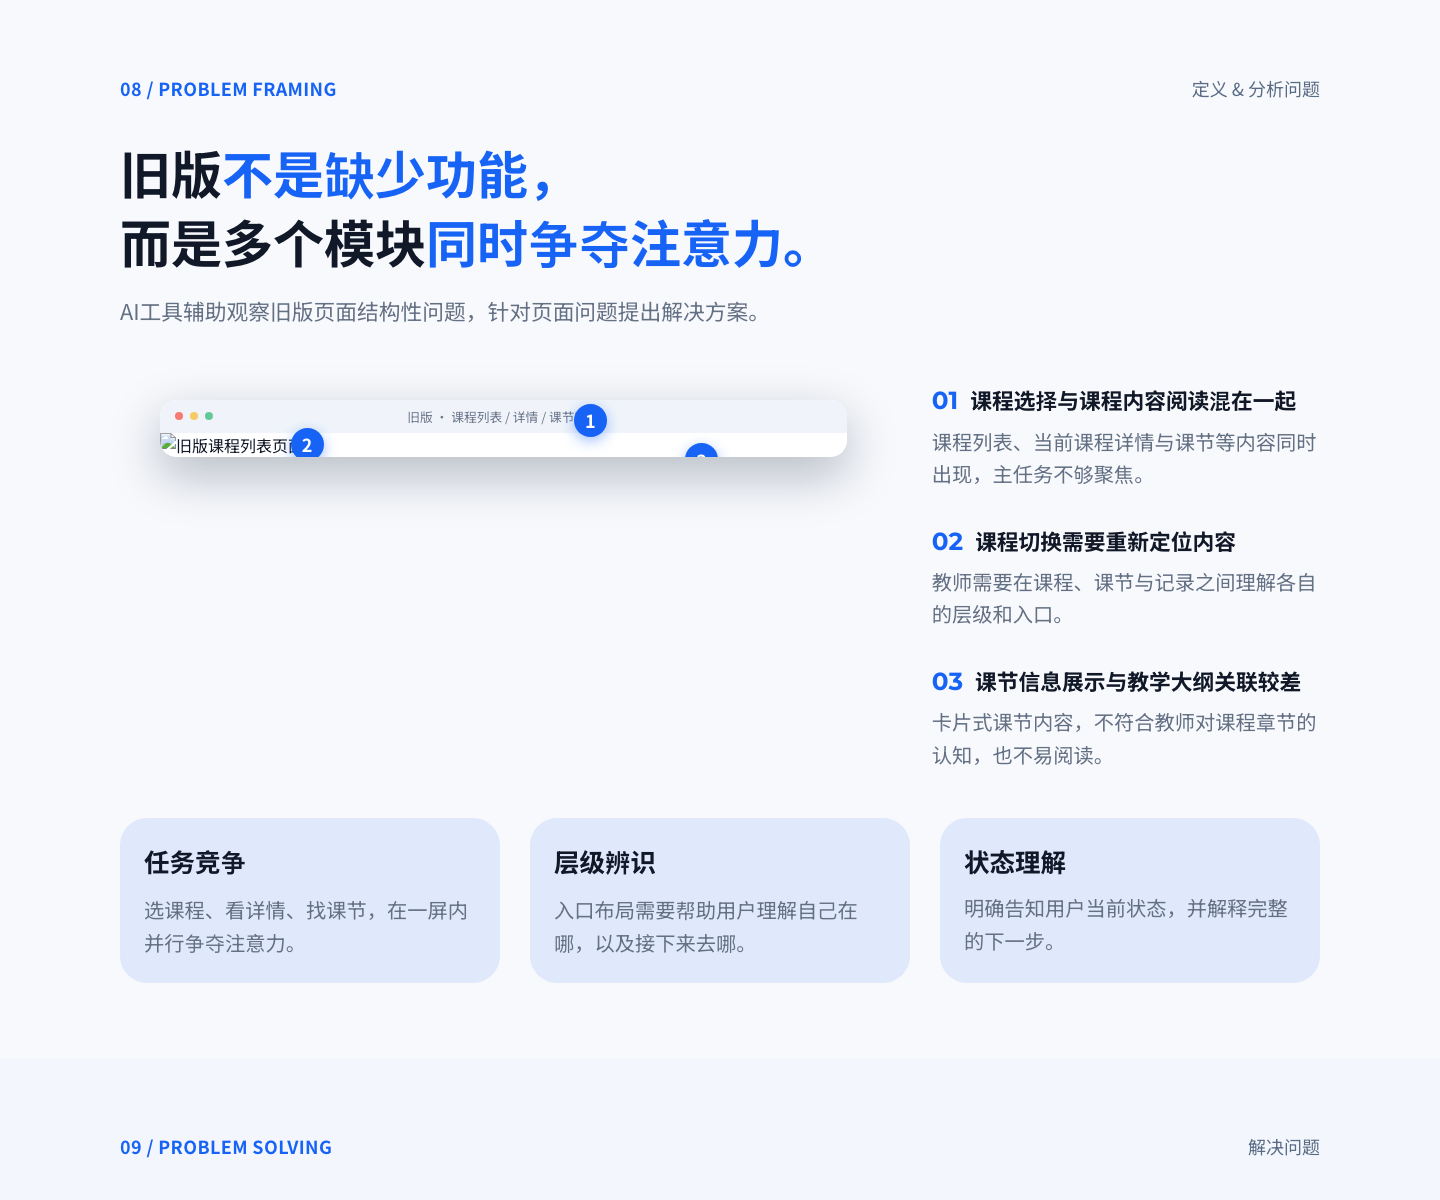 08 / PROBLEM FRAMING
定义 & 分析问题
旧版不是缺少功能，
而是多个模块同时争夺注意力。
AI工具辅助观察旧版页面结构性问题，针对页面问题提出解决方案。
旧版 · 课程列表 / 详情 / 课节
1
旧版课程列表页
2
01 课程选择与课程内容阅读混在一起
课程列表、当前课程详情与课节等内容同时
出现，主任务不够聚焦。
02 课程切换需要重新定位内容
教师需要在课程、课节与记录之间理解各自
的层级和入口。
03 课节信息展示与教学大纲关联较差
卡片式课节内容，不符合教师对课程章节的
认知，也不易阅读。
任务竞争
选课程、看详情、找课节，在一屏内
并行争夺注意力。
层级辨识
入口布局需要帮助用户理解自己在
哪，以及接下来去哪。
状态理解
明确告知用户当前状态，并解释完整
的下一步。
09 / PROBLEM SOLVING
解决问题